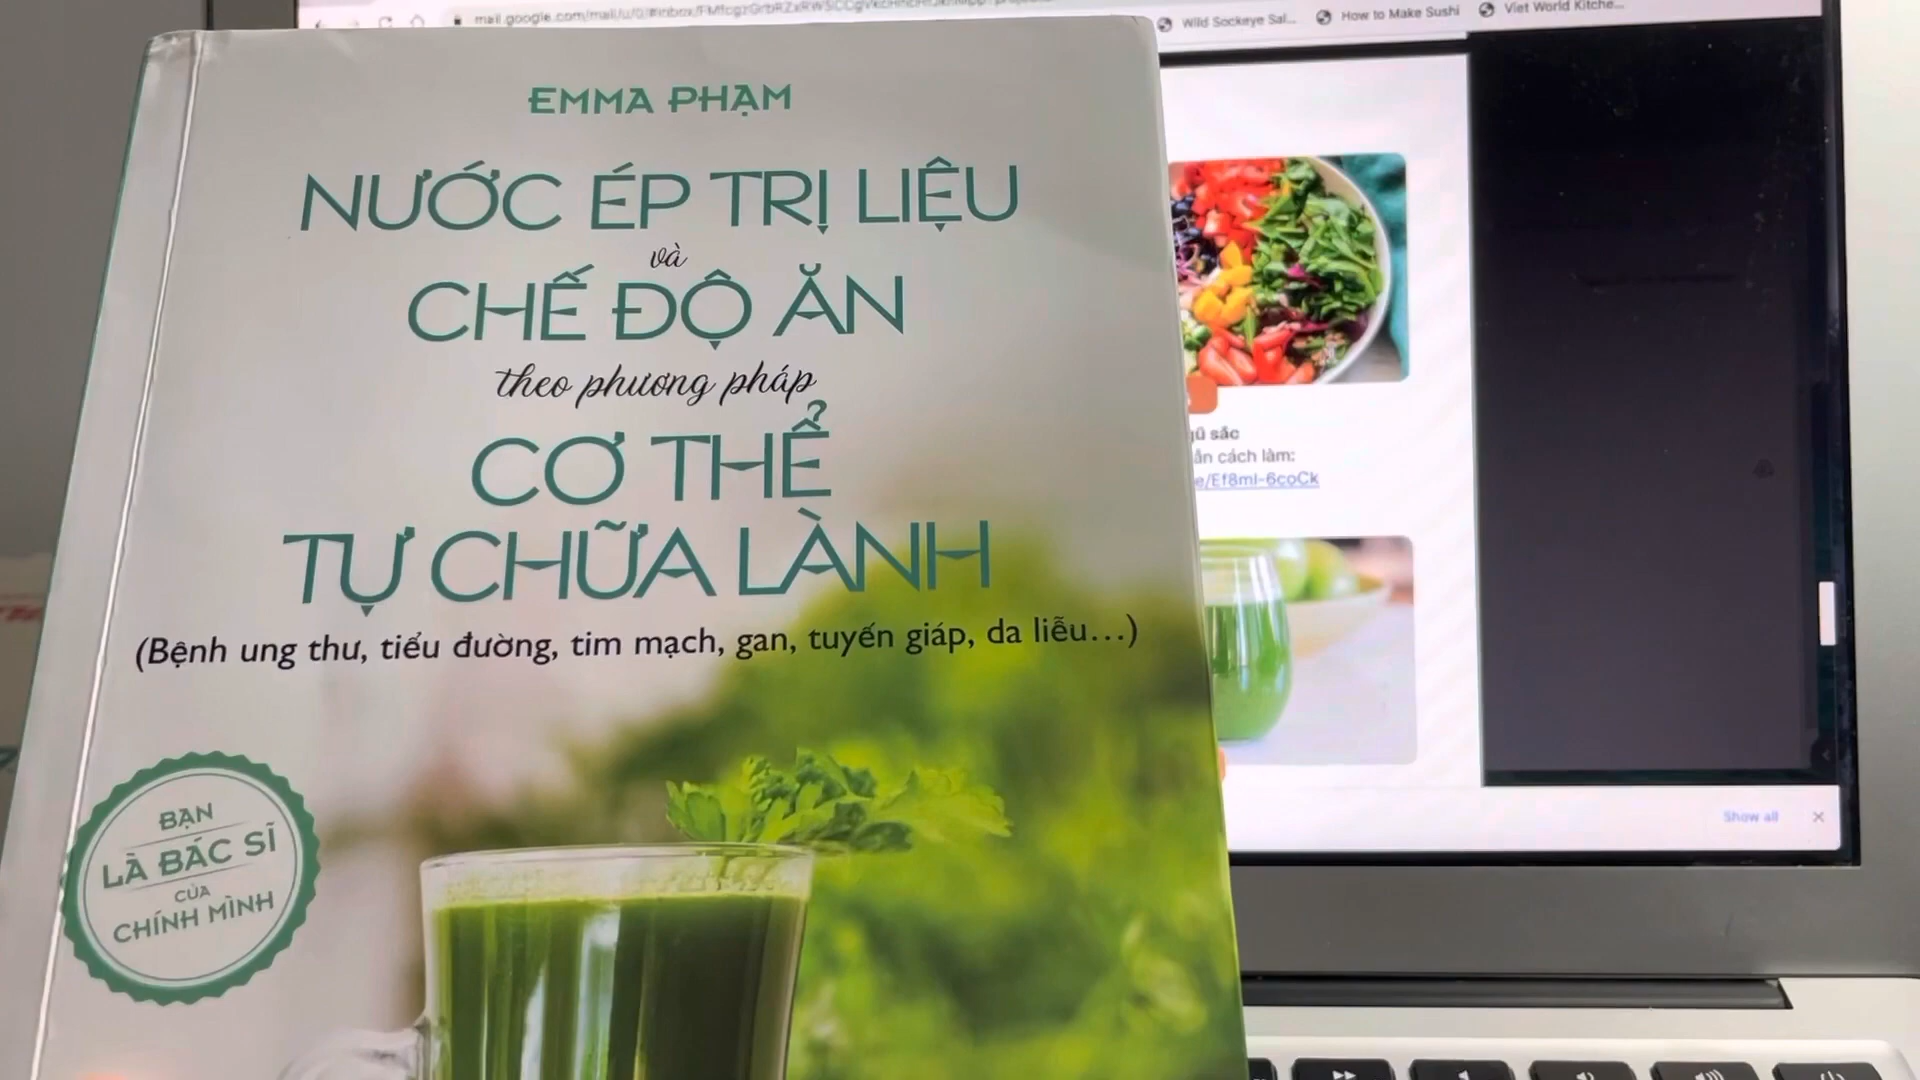 EMMA PHẠM
NƯỚC ÉP TRỊ LIỆU
và
CHẾ ĐỘ ĂN
theo phương pháp
CƠ THỂ
TỰ CHỮA LÀNH
(Bệnh ung thư, tiểu đường, tim mạch, gan, tuyến giáp, da liễu...)
BẠN
LÀ BÁC SĨ
CỦA
CHÍNH MÌNH
Wild Sockeye Sal... How to Make Sushi Viet World Kitche...
sắc
cách làm:
e/Ef8ml-6coCk
Show all